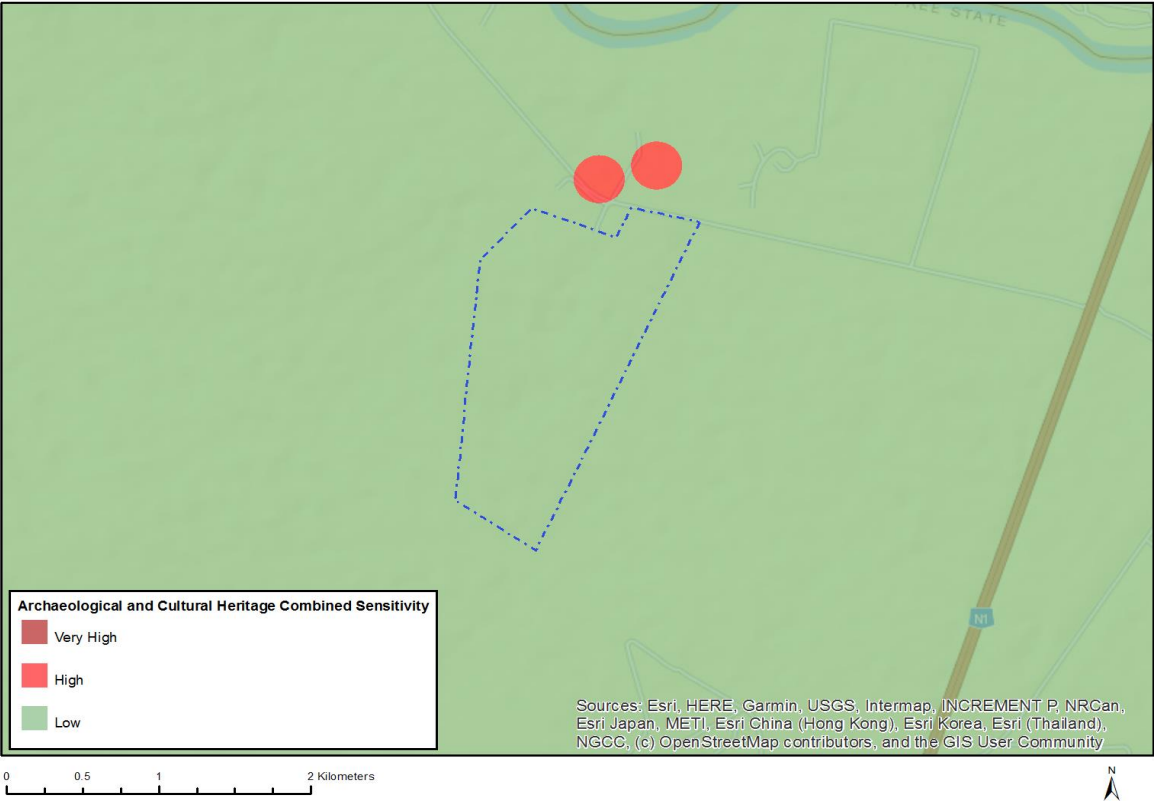 FREE STATE
N1
Archaeological and Cultural Heritage Combined Sensitivity
Very High
High
Low
Sources: Esri, HERE, Garmin, USGS, Intermap, INCREMENT P, NRCan,
Esri Japan, METI, Esri China (Hong Kong), Esri Korea, Esri (Thailand),
NGCC, (c) OpenStreetMap contributors, and the GIS User Community
0 0.5 1 2 Kilometers
N